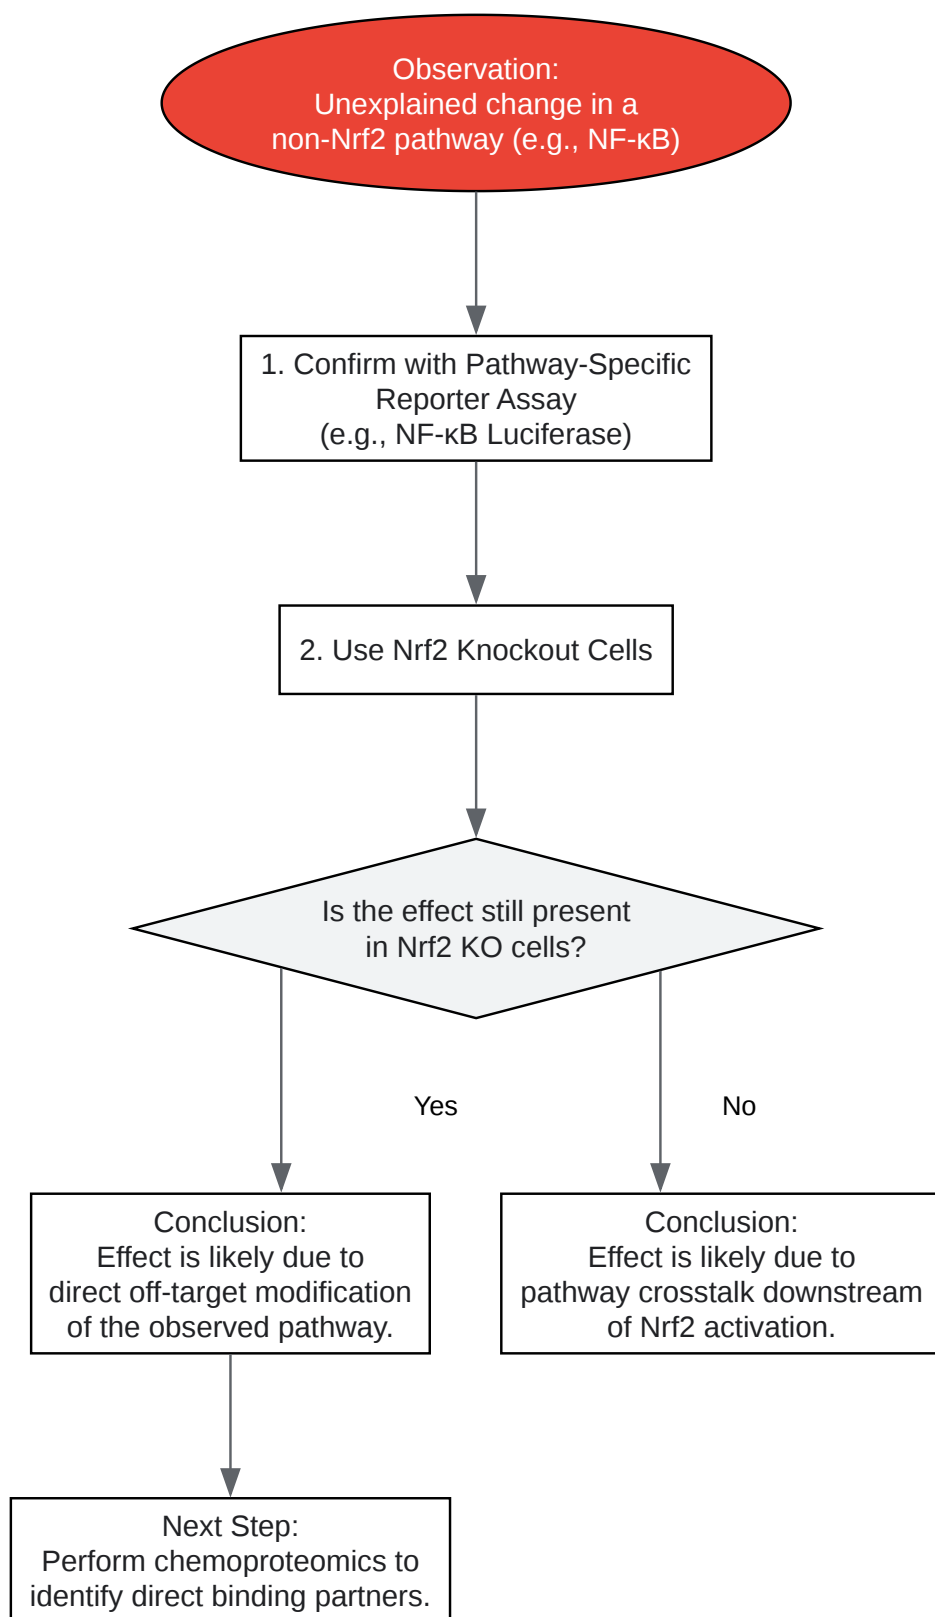 Observation:
Unexplained change in a
non-Nrf2 pathway (e.g., NF-κB)
1. Confirm with Pathway-Specific
Reporter Assay
(e.g., NF-κB Luciferase)
2. Use Nrf2 Knockout Cells
Is the effect still present
in Nrf2 KO cells?
Yes
No
Conclusion:
Effect is likely due to
direct off-target modification
of the observed pathway.
Conclusion:
Effect is likely due to
pathway crosstalk downstream
of Nrf2 activation.
Next Step:
Perform chemoproteomics to
identify direct binding partners.